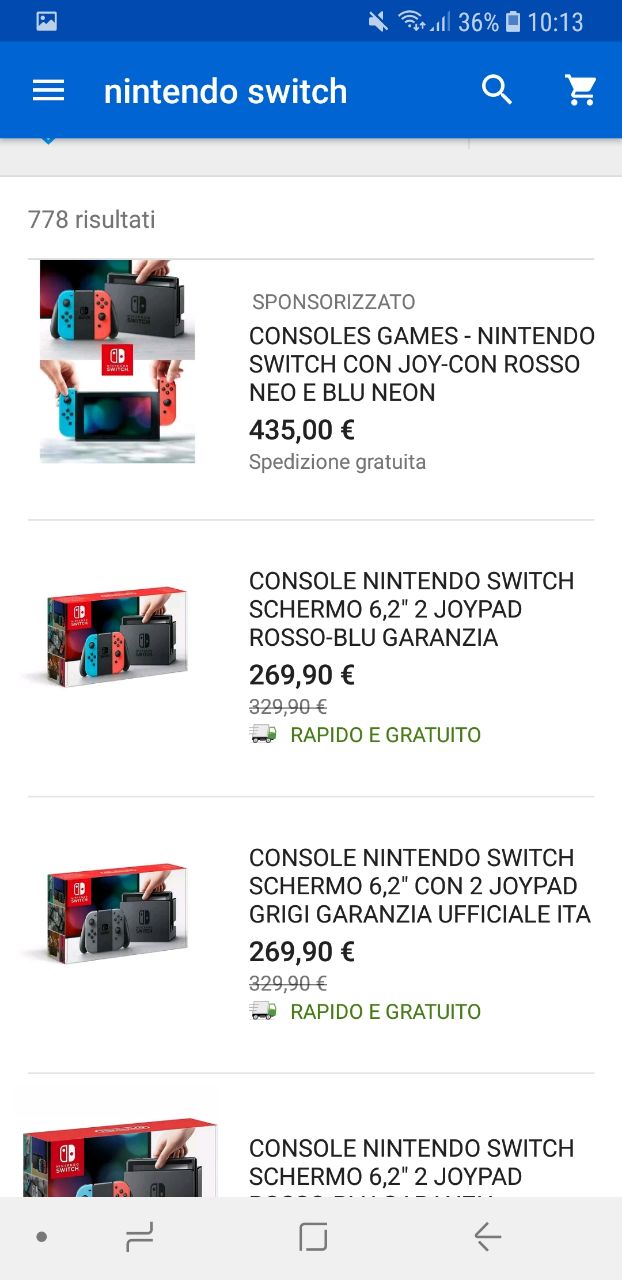 36% 10:13
nintendo switch
778 risultati
SPONSORIZZATO
CONSOLES GAMES - NINTENDO
SWITCH CON JOY-CON ROSSO
NEO E BLU NEON
435,00 €
Spedizione gratuita
CONSOLE NINTENDO SWITCH
SCHERMO 6,2" 2 JOYPAD
ROSSO-BLU GARANZIA
269,90 €
329,90 €
RAPIDO E GRATUITO
CONSOLE NINTENDO SWITCH
SCHERMO 6,2" CON 2 JOYPAD
GRIGI GARANZIA UFFICIALE ITA
269,90 €
329,90 €
RAPIDO E GRATUITO
NINTENDO
SWITCH
CONSOLE NINTENDO SWITCH
SCHERMO 6,2" 2 JOYPAD